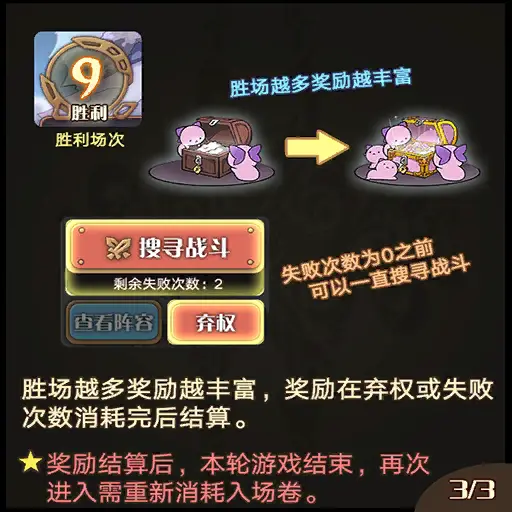 9
胜利
胜利场次
胜场越多奖励越丰富
搜寻战斗
剩余失败次数：2
查看阵容
弃权
失败次数为0之前
可以一直搜寻战斗
胜场越多奖励越丰富，奖励在弃权或失败
次数消耗完后结算。
★奖励结算后，本轮游戏结束，再次
进入需重新消耗入场卷。
3/3